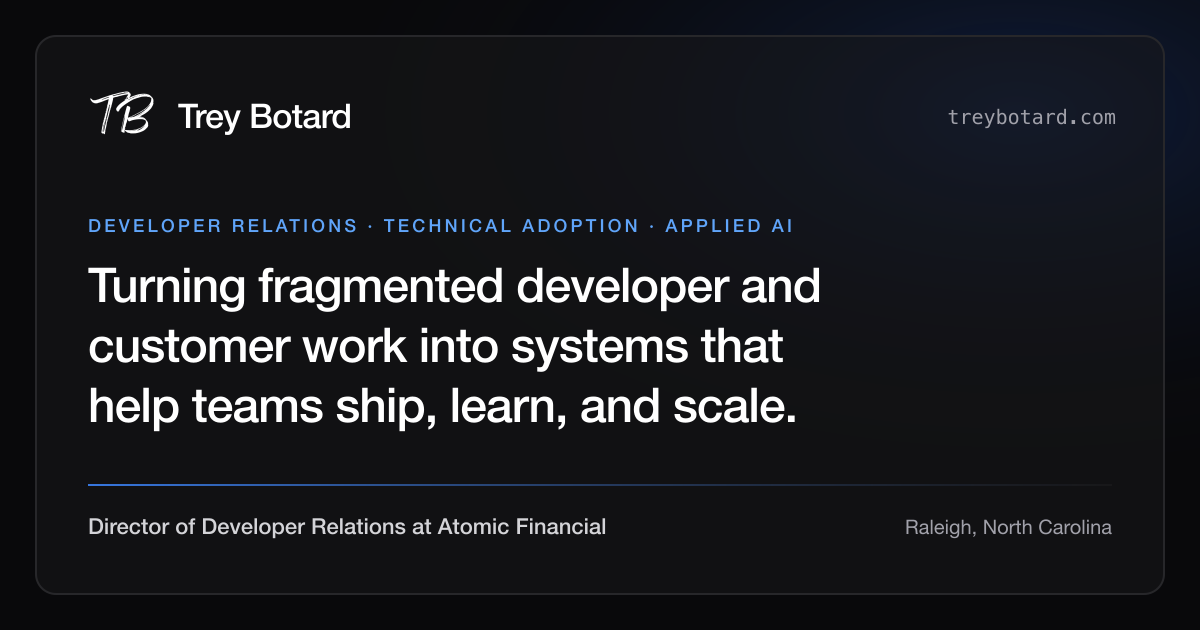 TB Trey Botard
treybotard.com
DEVELOPER RELATIONS · TECHNICAL ADOPTION · APPLIED AI
Turning fragmented developer and
customer work into systems that
help teams ship, learn, and scale.
Director of Developer Relations at Atomic Financial
Raleigh, North Carolina